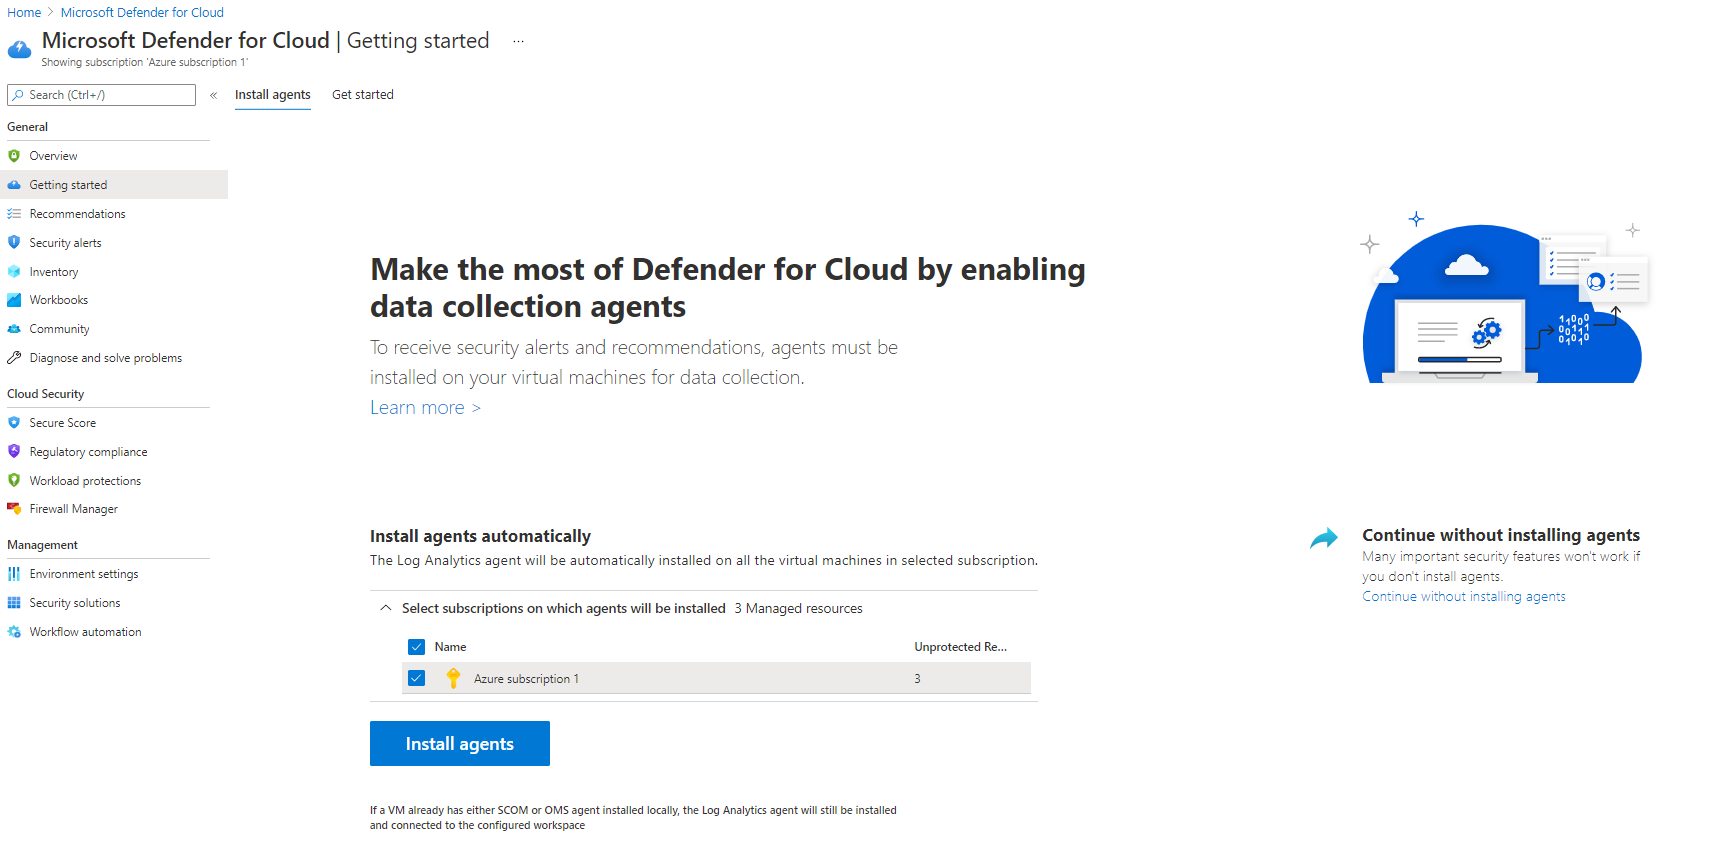 Home > Microsoft Defender for Cloud
Microsoft Defender for Cloud | Getting started ...
Showing subscription 'Azure subscription 1'
Search (Ctrl+/)
«
Install agents
Get started
General
Overview
Getting started
Recommendations
Security alerts
Inventory
Workbooks
Community
Diagnose and solve problems
Cloud Security
Secure Score
Regulatory compliance
Workload protections
Firewall Manager
Management
Environment settings
Security solutions
Workflow automation
Make the most of Defender for Cloud by enabling
data collection agents
To receive security alerts and recommendations, agents must be
installed on your virtual machines for data collection.
Learn more >
11000
00111
01010
Install agents automatically
The Log Analytics agent will be automatically installed on all the virtual machines in selected subscription.
Select subscriptions on which agents will be installed 3 Managed resources
Name Unprotected Re...
Azure subscription 1 3
Install agents
If a VM already has either SCOM or OMS agent installed locally, the Log Analytics agent will still be installed
and connected to the configured workspace
Continue without installing agents
Many important security features won't work if
you don't install agents.
Continue without installing agents